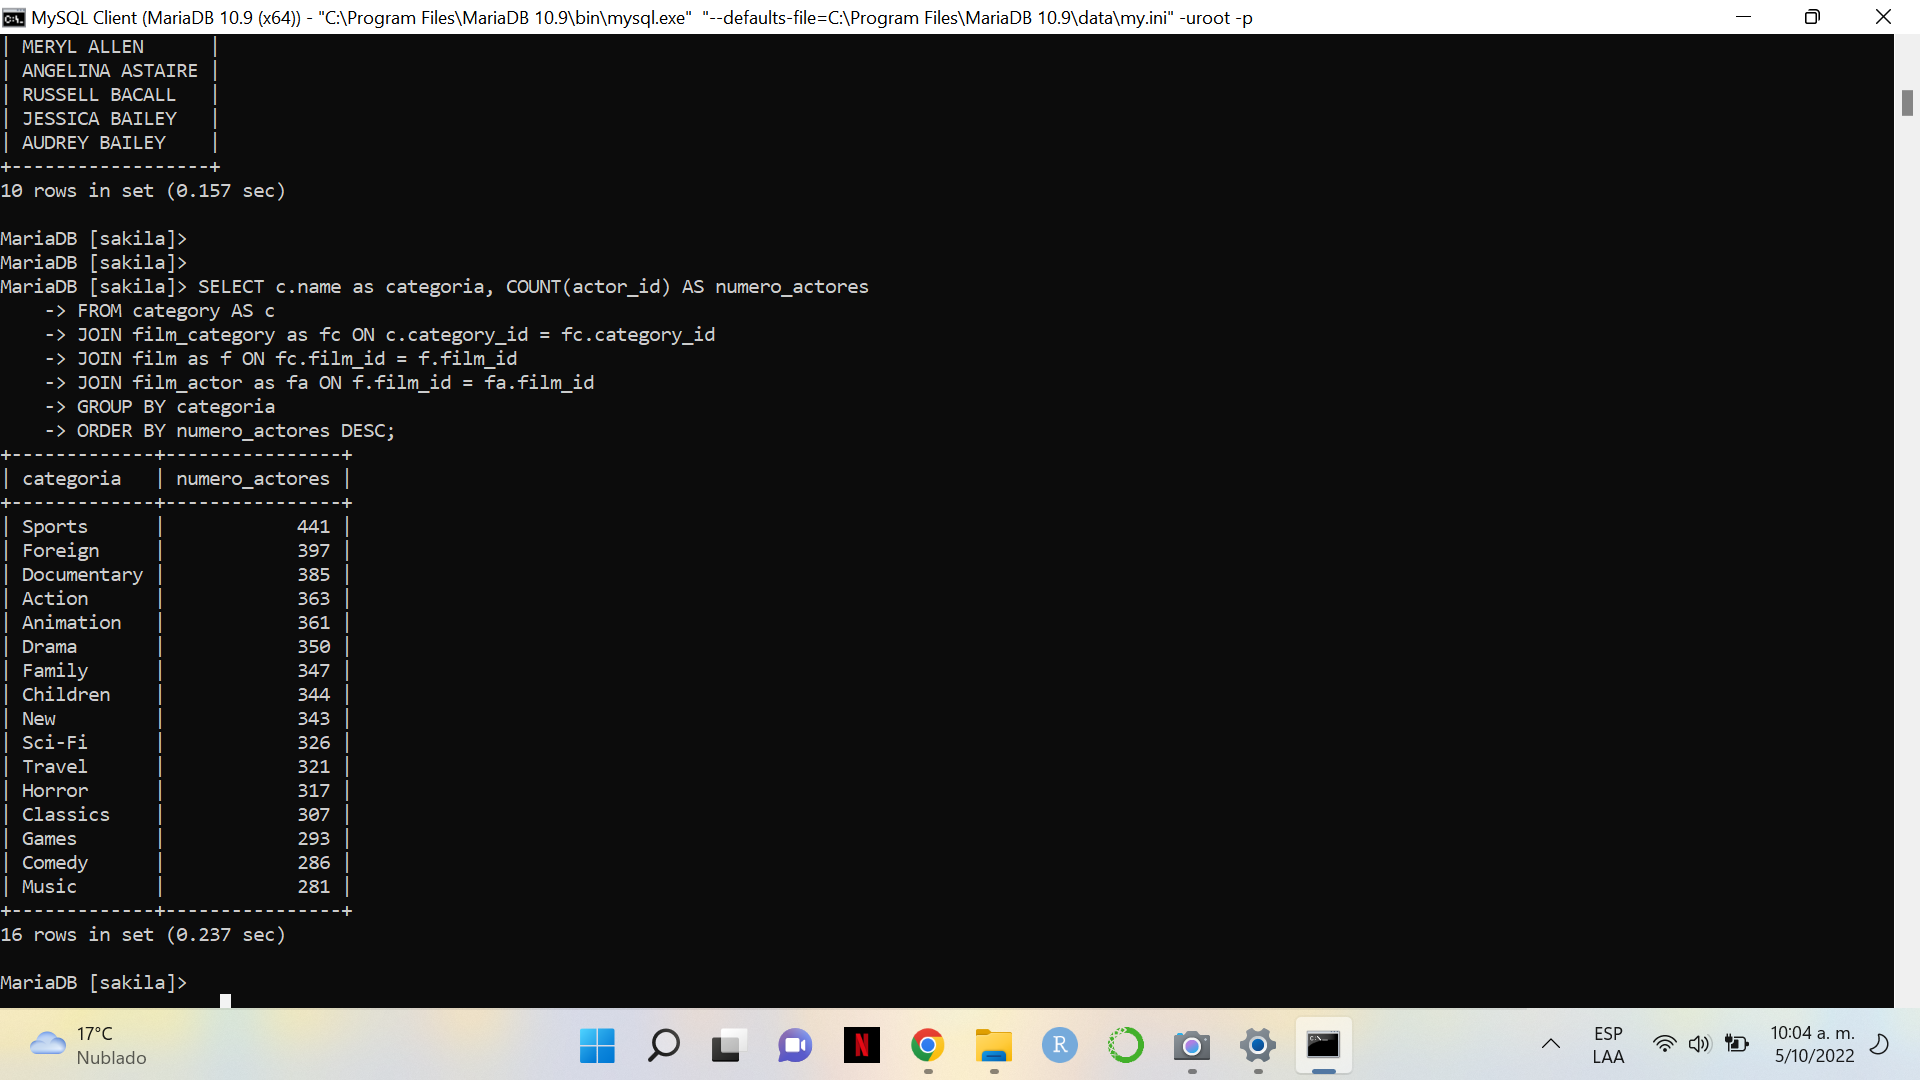 MySQL Client (MariaDB 10.9 (x64)) - "C:\Program Files\MariaDB 10.9\bin\mysql.exe"  "--defaults-file=C:\Program Files\MariaDB 10.9\data\my.ini" -uroot -p
| MERYL ALLEN      |
| ANGELINA ASTAIRE |
| RUSSELL BACALL   |
| JESSICA BAILEY   |
| AUDREY BAILEY    |
+------------------+
10 rows in set (0.157 sec)
MariaDB [sakila]>
MariaDB [sakila]>
MariaDB [sakila]> SELECT c.name as categoria, COUNT(actor_id) AS numero_actores
    -> FROM category AS c
    -> JOIN film_category as fc ON c.category_id = fc.category_id
    -> JOIN film as f ON fc.film_id = f.film_id
    -> JOIN film_actor as fa ON f.film_id = fa.film_id
    -> GROUP BY categoria
    -> ORDER BY numero_actores DESC;
+-------------+----------------+
| categoria   | numero_actores |
+-------------+----------------+
| Sports      |            441 |
| Foreign     |            397 |
| Documentary |            385 |
| Action      |            363 |
| Animation   |            361 |
| Drama       |            350 |
| Family      |            347 |
| Children    |            344 |
| New         |            343 |
| Sci-Fi      |            326 |
| Travel      |            321 |
| Horror      |            317 |
| Classics    |            307 |
| Games       |            293 |
| Comedy      |            286 |
| Music       |            281 |
+-------------+----------------+
16 rows in set (0.237 sec)
MariaDB [sakila]>
17°C
Nublado
N
R
ESP
LAA
10:04 a. m.
5/10/2022